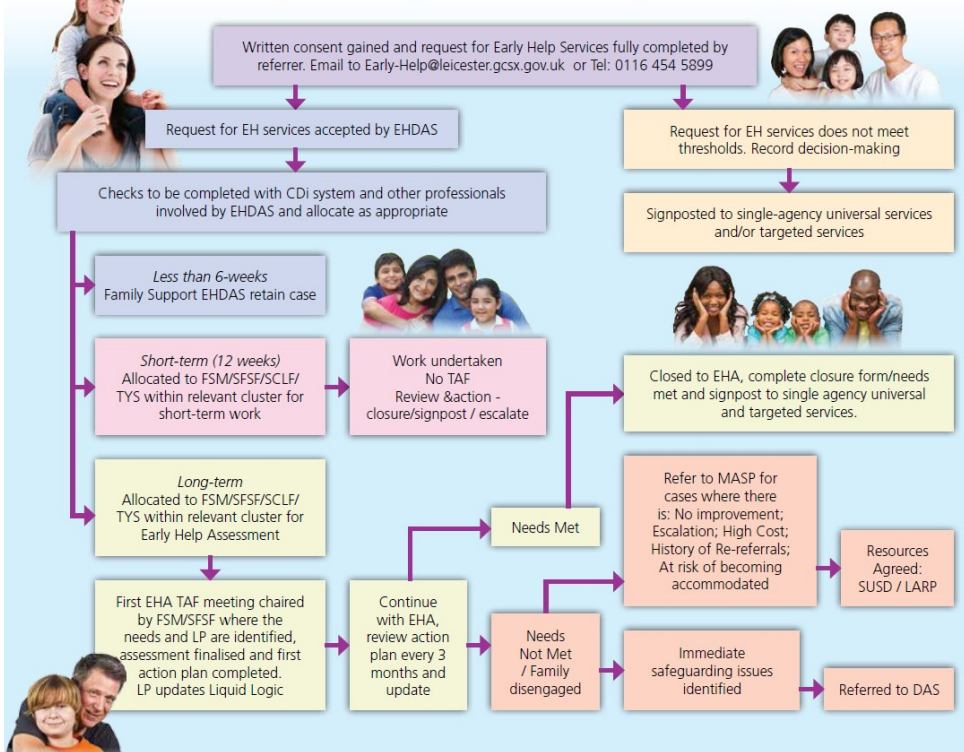 Written consent gained and request for Early Help Services fully completed by
referrer. Email to Early-Help@leicester.gcsx.gov.uk or Tel: 0116 454 5899
Request for EH services accepted by EHDAS
Request for EH services does not meet
thresholds. Record decision-making
Checks to be completed with CDi system and other professionals
involved by EHDAS and allocate as appropriate
Signposted to single-agency universal services
and/or targeted services
Less than 6-weeks
Family Support EHDAS retain case
Short-term (12 weeks)
Allocated to FSM/SFSF/SCLF/
TYS within relevant cluster for
short-term work
Work undertaken
No TAF
Review &action -
closure/signpost / escalate
Closed to EHA, complete closure form/needs
met and signpost to single agency universal
and targeted services.
Long-term
Allocated to FSM/SFSF/SCLF/
TYS within relevant cluster for
Early Help Assessment
Needs Met
Refer to MASP for
cases where there
is: No improvement;
Escalation; High Cost;
History of Re-referrals;
At risk of becoming
accommodated
Resources
Agreed:
SUSD / LARP
First EHA TAF meeting chaired
by FSM/SFSF where the
needs and LP are identified,
assessment finalised and first
action plan completed.
LP updates Liquid Logic
Continue
with EHA,
review action
plan every 3
months and
update
Needs
Not Met
/ Family
disengaged
Immediate
safeguarding issues
identified
Referred to DAS